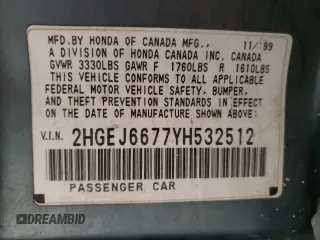 MFD.BY HONDA OF CANADA MFG., 11/'99
A DIVISION OF HONDA CANADA INC. CANADA
GVWR 3330LBS GAWR F 1760LBS R 1610LBS
THIS VEHICLE CONFORMS TO ALL APPLICABLE
FEDERAL MOTOR VEHICLE SAFETY, BUMPER,
AND THEFT PREVENTION STANDARDS IN EFFECT
ON THE DATE OF MANUFACTURE SHOWN ABOVE.
V.I.N. 2HGEJ6677YH532512
PASSENGER CAR
© DREAMBID